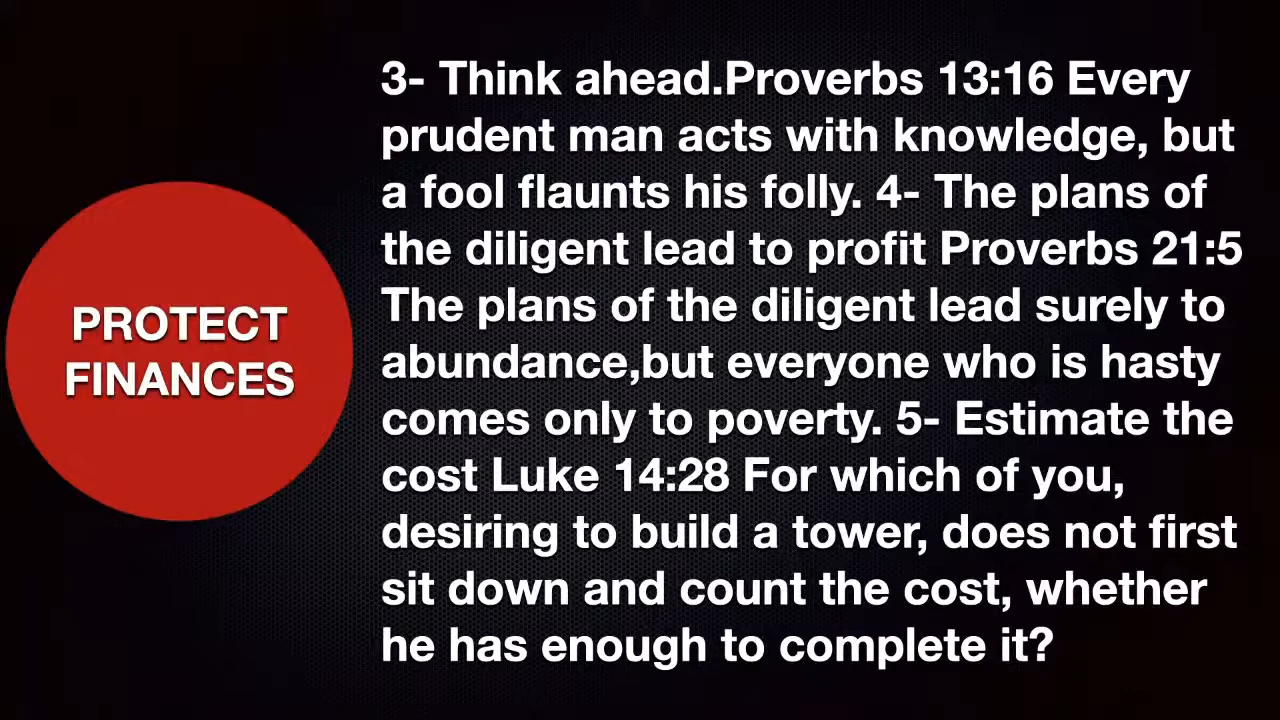 PROTECT
FINANCES
3- Think ahead.Proverbs 13:16 Every
prudent man acts with knowledge, but
a fool flaunts his folly. 4- The plans of
the diligent lead to profit Proverbs 21:5
The plans of the diligent lead surely to
abundance,but everyone who is hasty
comes only to poverty. 5- Estimate the
cost Luke 14:28 For which of you,
desiring to build a tower, does not first
sit down and count the cost, whether
he has enough to complete it?